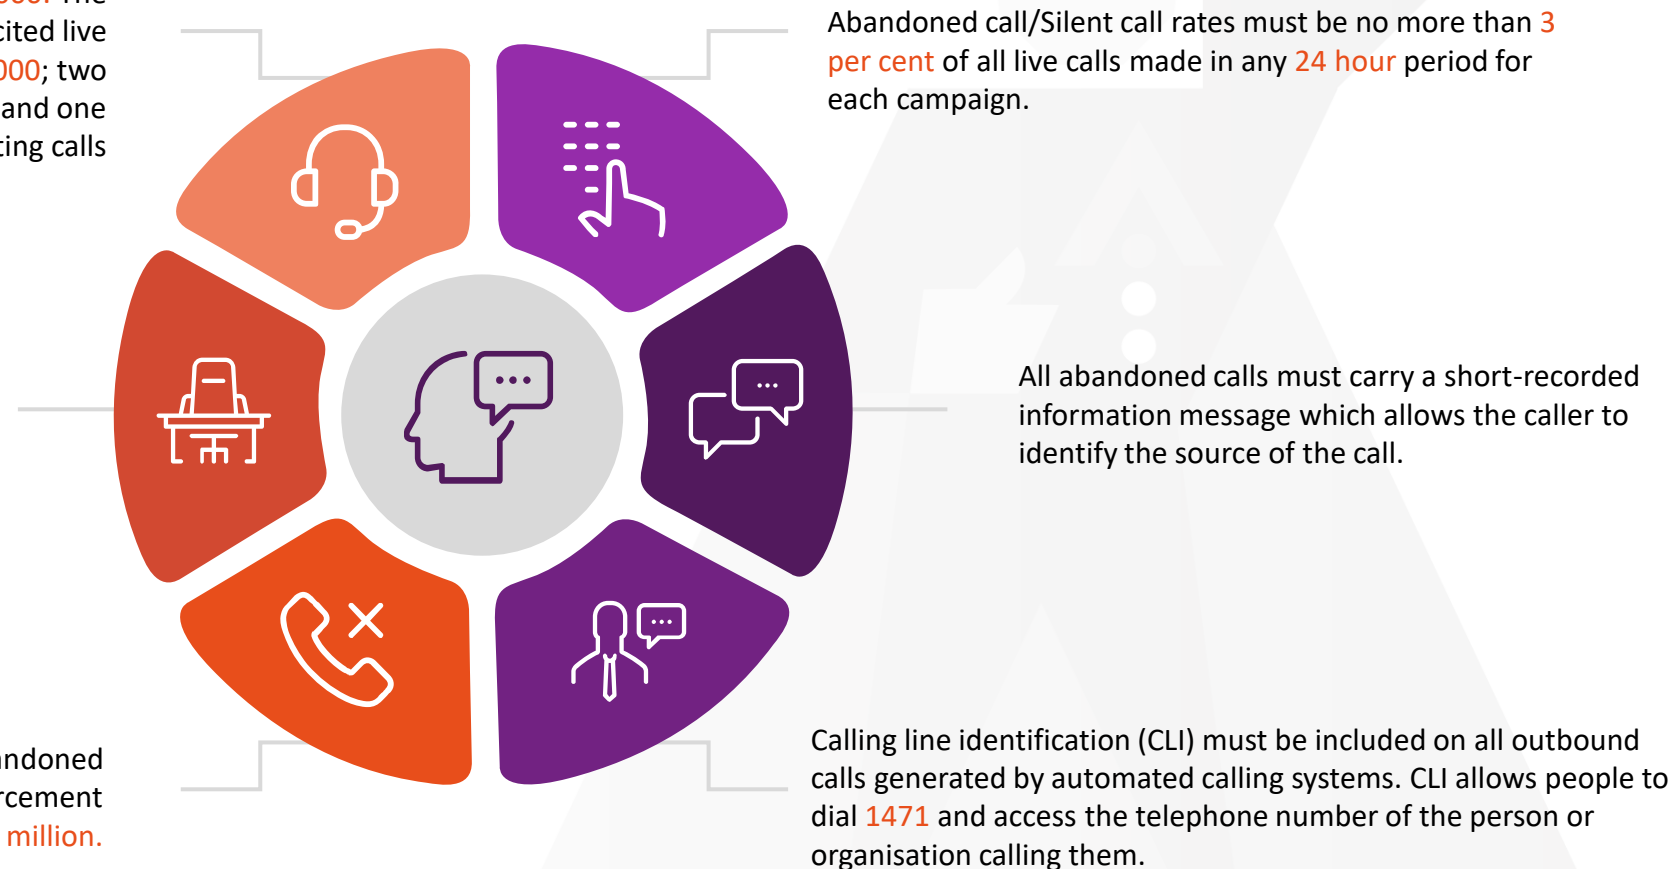 The
cited live
000; two
and one
ting calls
Abandoned call/Silent call rates must be no more than 3
per cent of all live calls made in any 24 hour period for
each campaign.
All abandoned calls must carry a short-recorded
information message which allows the caller to
identify the source of the call.
andoned
rcement
million.
Calling line identification (CLI) must be included on all outbound
calls generated by automated calling systems. CLI allows people to
dial 1471 and access the telephone number of the person or
organisation calling them.